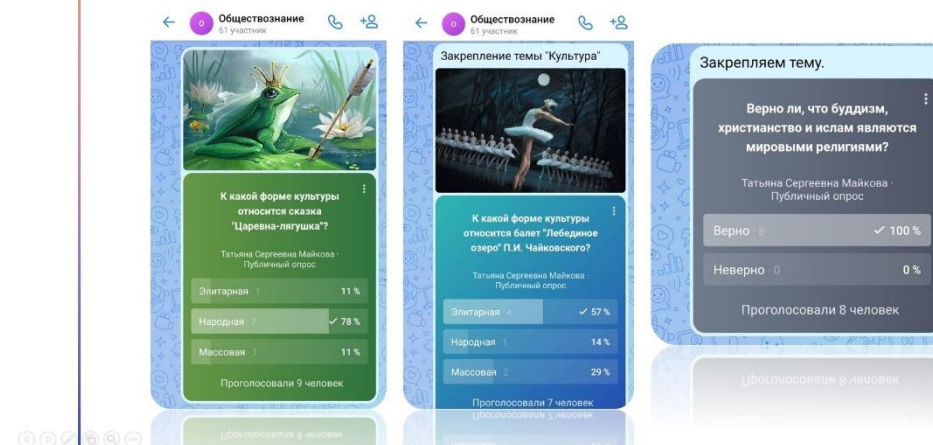 Обществознание
61 участник
К какой форме культуры
относится сказка
"Царевна-лягушка"?
Татьяна Сергеевна Майкова ·
Публичный опрос
Элитарная · 1 11 %
Народная · 7 78 %
Массовая · 1 11 %
Проголосовали 9 человек
Обществознание
61 участник
Закрепление темы "Культура"
К какой форме культуры
относится балет "Лебединое
озеро" П.И. Чайковского?
Татьяна Сергеевна Майкова ·
Публичный опрос
Элитарная · 4 57 %
Народная · 1 14 %
Массовая · 2 29 %
Проголосовали 7 человек
Закрепляем тему.
Верно ли, что буддизм,
христианство и ислам являются
мировыми религиями?
Татьяна Сергеевна Майкова ·
Публичный опрос
Верно · 8 100 %
Неверно · 0 0 %
Проголосовали 8 человек